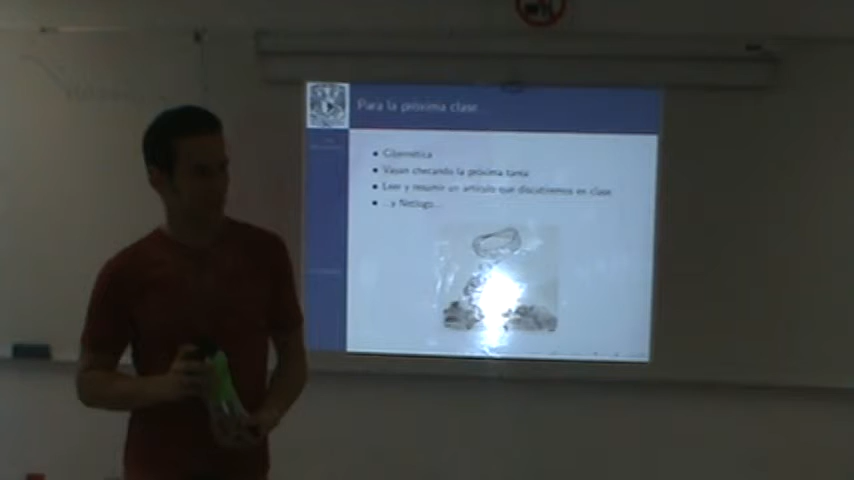 Para la próxima clase...
Cibernética
Vayan checando la próxima tarea
Leer y resumir un artículo que discutiremos en clase
...y Netlogo...